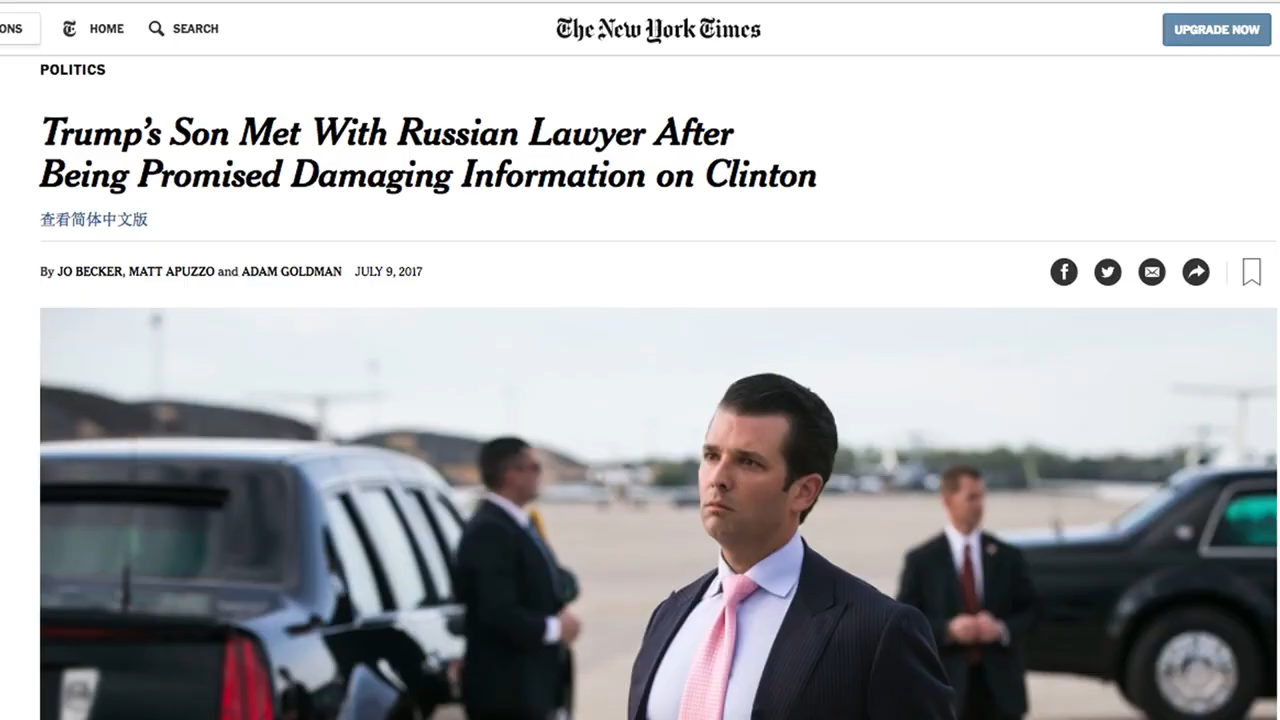 ONS
HOME
SEARCH
The New York Times
UPGRADE NOW
POLITICS
Trump's Son Met With Russian Lawyer After
Being Promised Damaging Information on Clinton
查看简体中文版
By JO BECKER, MATT APUZZO and ADAM GOLDMAN JULY 9, 2017